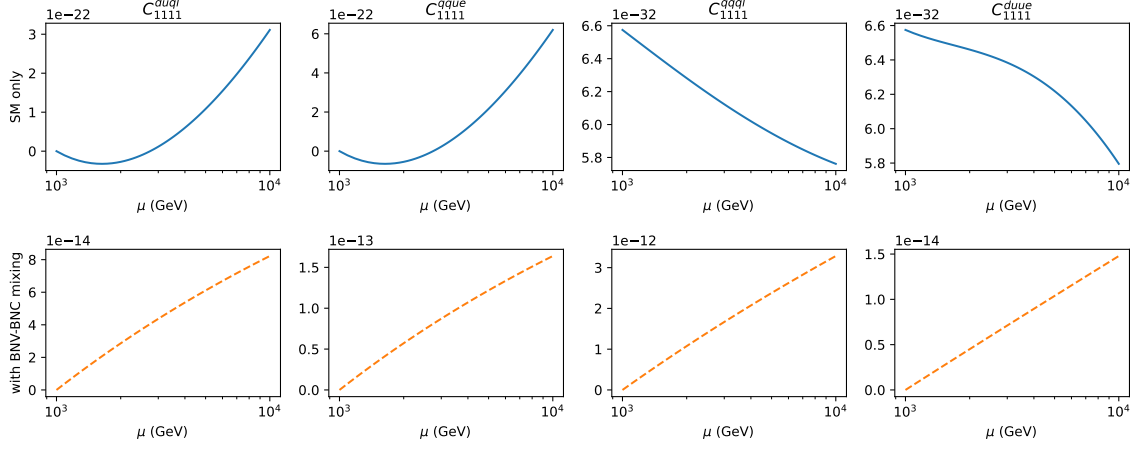 1e−22 C_{1111}^{duql}
1e−22 C_{1111}^{qque}
1e−32 C_{1111}^{qqql}
1e−32 C_{1111}^{duue}
SM only
3
2
1
0
10^3 10^4
μ (GeV)
6
4
2
0
10^3 10^4
μ (GeV)
6.6
6.4
6.2
6.0
5.8
10^3 10^4
μ (GeV)
6.6
6.4
6.2
6.0
5.8
10^3 10^4
μ (GeV)
with BNV-BNC mixing
1e−14
8
6
4
2
0
10^3 10^4
μ (GeV)
1e−13
1.5
1.0
0.5
0.0
10^3 10^4
μ (GeV)
1e−12
3
2
1
0
10^3 10^4
μ (GeV)
1e−14
1.5
1.0
0.5
0.0
10^3 10^4
μ (GeV)